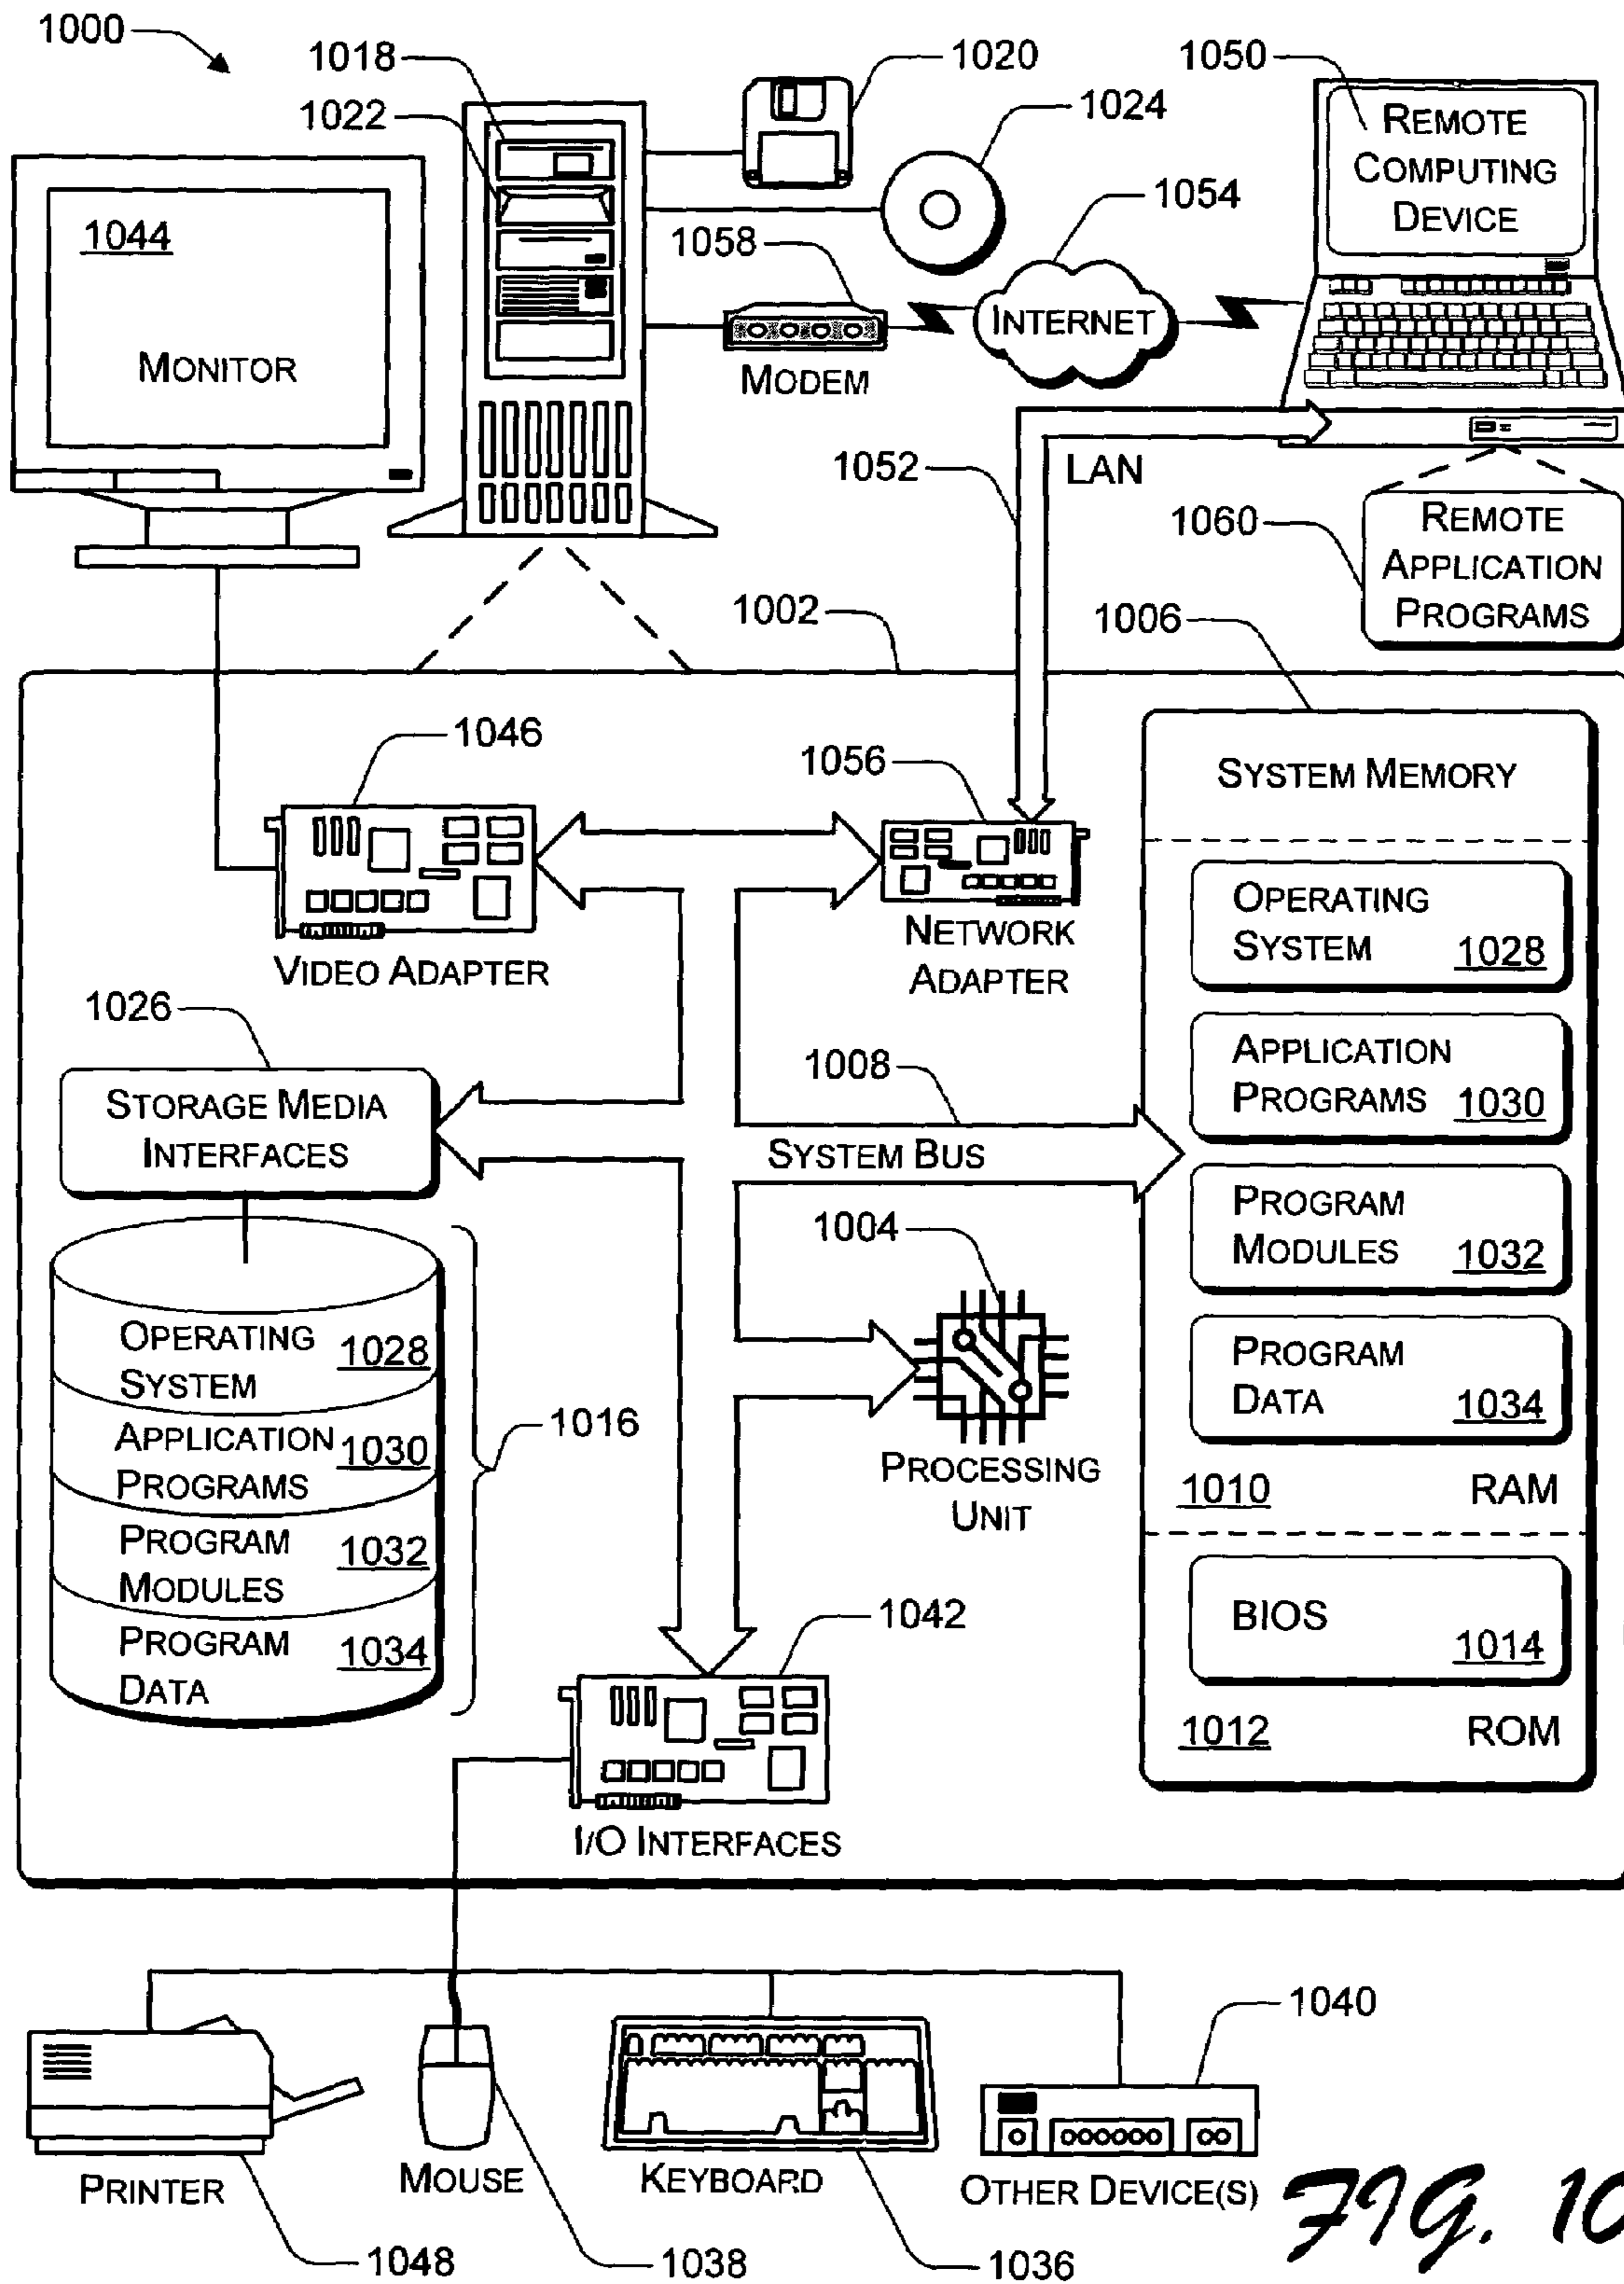 1000
1018
1022
1020
1024
1050
REMOTE
COMPUTING
DEVICE
1054
1058
1044
MONITOR
INTERNET
MODEM
1052
LAN
1060
REMOTE
APPLICATION
PROGRAMS
1002
1006
1046
1056
SYSTEM MEMORY
VIDEO ADAPTER
NETWORK
ADAPTER
OPERATING
SYSTEM 1028
1026
STORAGE MEDIA
INTERFACES
1008
SYSTEM BUS
APPLICATION
PROGRAMS 1030
PROGRAM
MODULES 1032
1004
PROCESSING
UNIT
PROGRAM
DATA 1034
1010 RAM
OPERATING
SYSTEM 1028
APPLICATION
PROGRAMS 1030
PROGRAM
MODULES 1032
PROGRAM
DATA 1034
1016
BIOS
1014
1012 ROM
1042
I/O INTERFACES
1040
PRINTER
MOUSE
KEYBOARD
OTHER DEVICE(S)
1048
1038
1036
FIG. 10